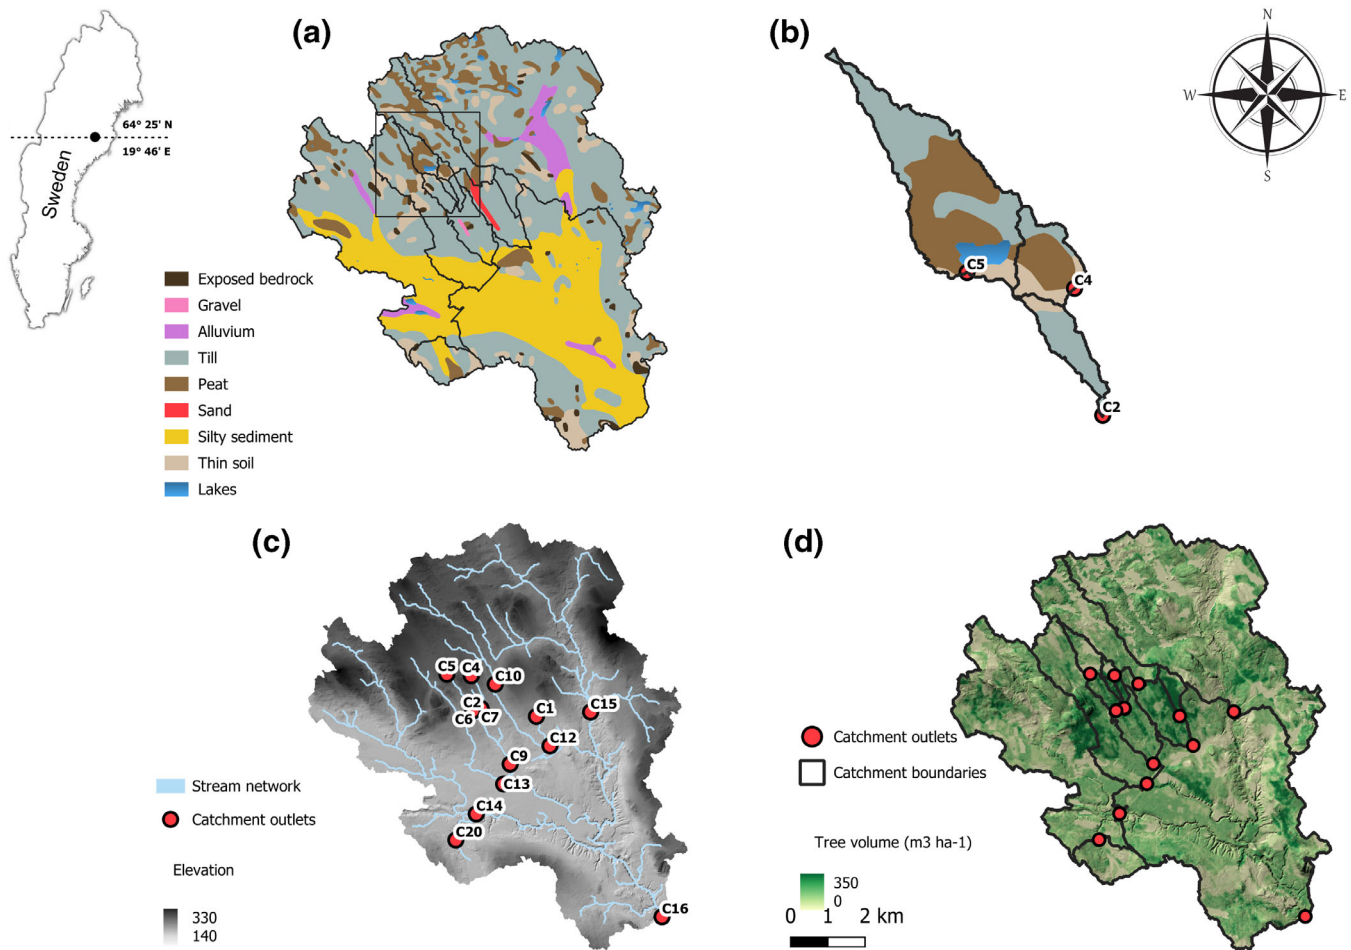 (a)
(b)
N
W
E
S
64° 25' N
19° 46' E
Sweden
Exposed bedrock
Gravel
Alluvium
Till
Peat
Sand
Silty sediment
Thin soil
Lakes
C5
C4
C2
(c)
(d)
C5
C4
C10
C2
C6
C7
C1
C15
C12
C9
C13
C14
C20
C16
Stream network
Catchment outlets
Elevation
330
140
Catchment outlets
Catchment boundaries
Tree volume (m3 ha-1)
350
0
0 1 2 km